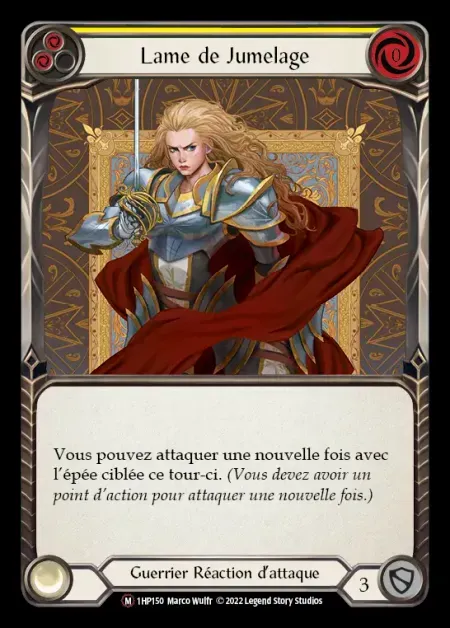 Lame de Jumelage
0
Vous pouvez attaquer une nouvelle fois avec
l'épée ciblée ce tour-ci. (Vous devez avoir un
point d'action pour attaquer une nouvelle fois.)
Guerrier Réaction d'attaque
3
M 1HP150 Marco Wulfr © 2022 Legend Story Studios